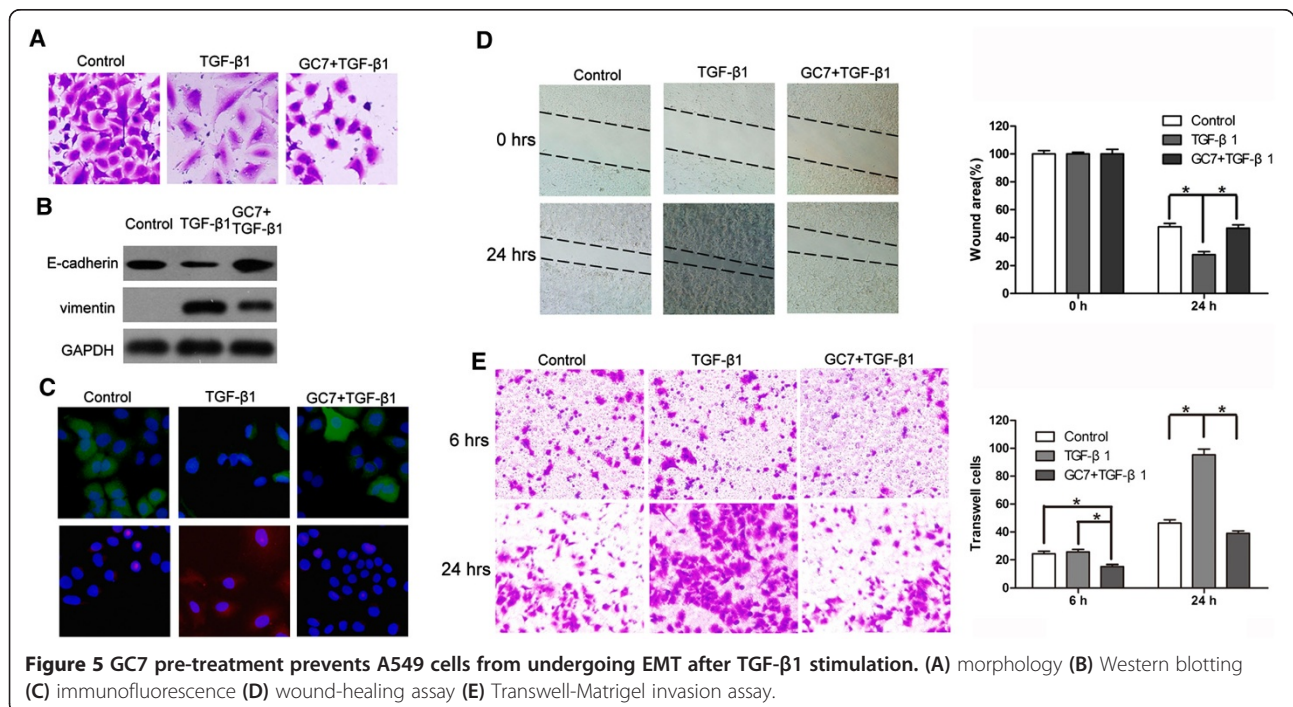 A
Control TGF-β1 GC7+TGF-β1
B
Control TGF-β1 GC7+
TGF-β1
E-cadherin
vimentin
GAPDH
C
Control TGF-β1 GC7+TGF-β1
D
Control TGF-β1 GC7+TGF-β1
0 hrs
24 hrs
Wound area(%)
120
100
80
60
40
20
0
Control
TGF-β 1
GC7+TGF-β 1
* *
0 h 24 h
E
Control TGF-β1 GC7+TGF-β1
6 hrs
24 hrs
Transwell cells
120
100
80
60
40
20
0
Control
TGF-β 1
GC7+TGF-β 1
* *
*
*
6 h 24 h
Figure 5 GC7 pre-treatment prevents A549 cells from undergoing EMT after TGF-β1 stimulation. (A) morphology (B) Western blotting
(C) immunofluorescence (D) wound-healing assay (E) Transwell-Matrigel invasion assay.